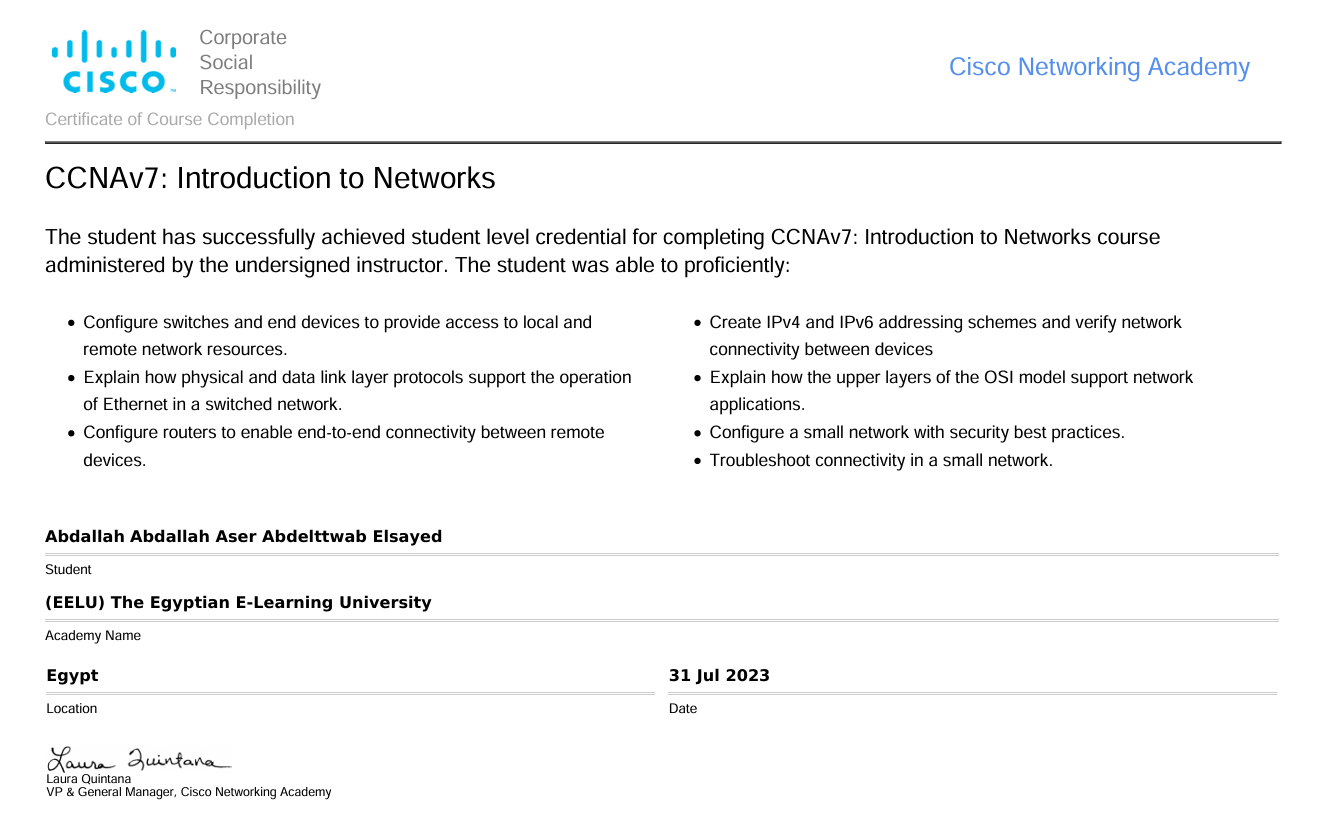 CISCO
Corporate
Social
Responsibility
Cisco Networking Academy
Certificate of Course Completion
CCNAv7: Introduction to Networks
The student has successfully achieved student level credential for completing CCNAv7: Introduction to Networks course
administered by the undersigned instructor. The student was able to proficiently:
• Configure switches and end devices to provide access to local and
remote network resources.
• Explain how physical and data link layer protocols support the operation
of Ethernet in a switched network.
• Configure routers to enable end-to-end connectivity between remote
devices.
• Create IPv4 and IPv6 addressing schemes and verify network
connectivity between devices
• Explain how the upper layers of the OSI model support network
applications.
• Configure a small network with security best practices.
• Troubleshoot connectivity in a small network.
Abdallah Abdallah Aser Abdelttwab Elsayed
Student
(EELU) The Egyptian E-Learning University
Academy Name
Egypt
Location
31 Jul 2023
Date
Laura Quintana
Laura Quintana
VP & General Manager, Cisco Networking Academy